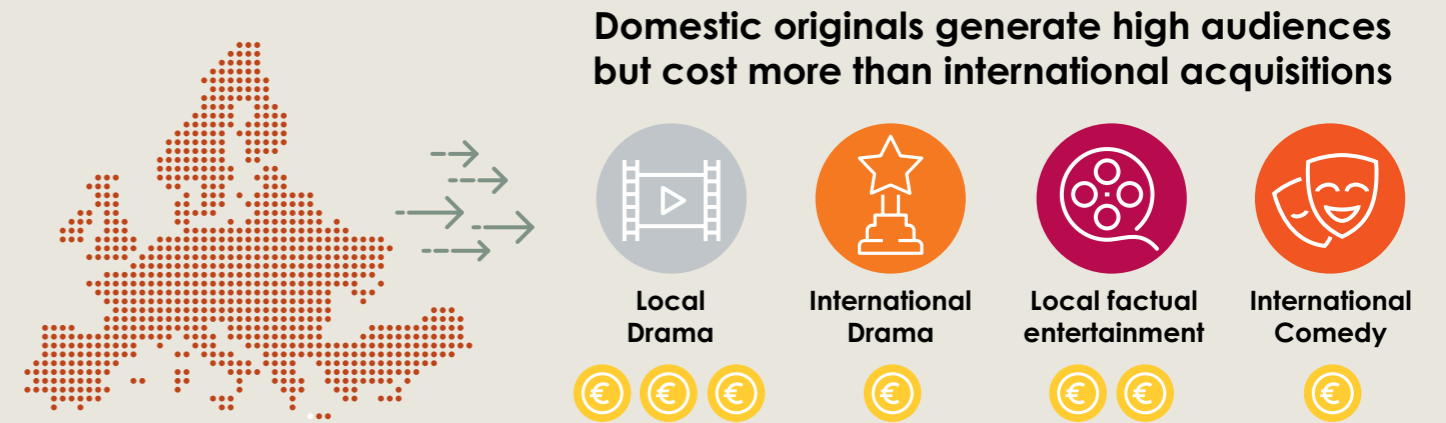 Domestic originals generate high audiences
but cost more than international acquisitions
Local
Drama
International
Drama
Local factual
entertainment
International
Comedy
€ € €
€
€ €
€